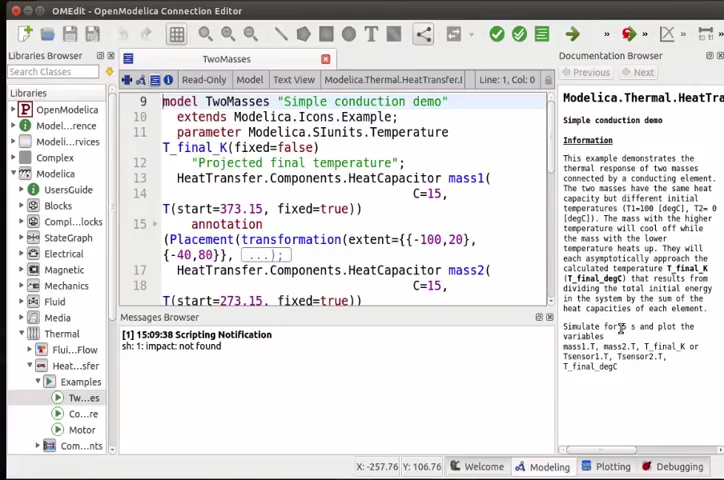 OMEdit - OpenModelica Connection Editor
Libraries Browser
Search Classes
Libraries
OpenModelica
Model...rence
Modeli...rvices
Complex
Modelica
UsersGuide
Blocks
Compl...locks
StateGraph
Electrical
Magnetic
Mechanics
Fluid
Media
Thermal
Flui...Flow
Heat...sfer
Examples
Tw...es
Co...re
Motor
Com...nts
TwoMasses
Read-Only
Model
Text View
Modelica.Thermal.HeatTransfer.
Line: 1, Col: 0
9 model TwoMasses "Simple conduction demo"
10 extends Modelica.Icons.Example;
11 parameter Modelica.SIunits.Temperature
T_final_K(fixed=false)
12 "Projected final temperature";
13 HeatTransfer.Components.HeatCapacitor mass1(
14 C=15,
T(start=373.15, fixed=true))
15 annotation
(Placement(transformation(extent={{-100,20},
{-40,80}}, ...);
17 HeatTransfer.Components.HeatCapacitor mass2(
18 C=15,
T(start=273.15, fixed=true))
Messages Browser
[1] 15:09:38 Scripting Notification
sh: 1: impact: not found
Documentation Browser
Previous
Next
Modelica.Thermal.HeatTra
Simple conduction demo
Information
This example demonstrates the
thermal response of two masses
connected by a conducting element.
The two masses have the same heat
capacity but different initial
temperatures (T1=100 [degC], T2= 0
[degC]). The mass with the higher
temperature will cool off while
the mass with the lower
temperature heats up. They will
each asymptotically approach the
calculated temperature T_final_K
(T_final_degC) that results from
dividing the total initial energy
in the system by the sum of the
heat capacities of each element.
Simulate for 5 s and plot the
variables
mass1.T, mass2.T, T_final_K or
Tsensor1.T, Tsensor2.T,
T_final_degC
X: -257.76
Y: 106.76
Welcome
Modeling
Plotting
Debugging